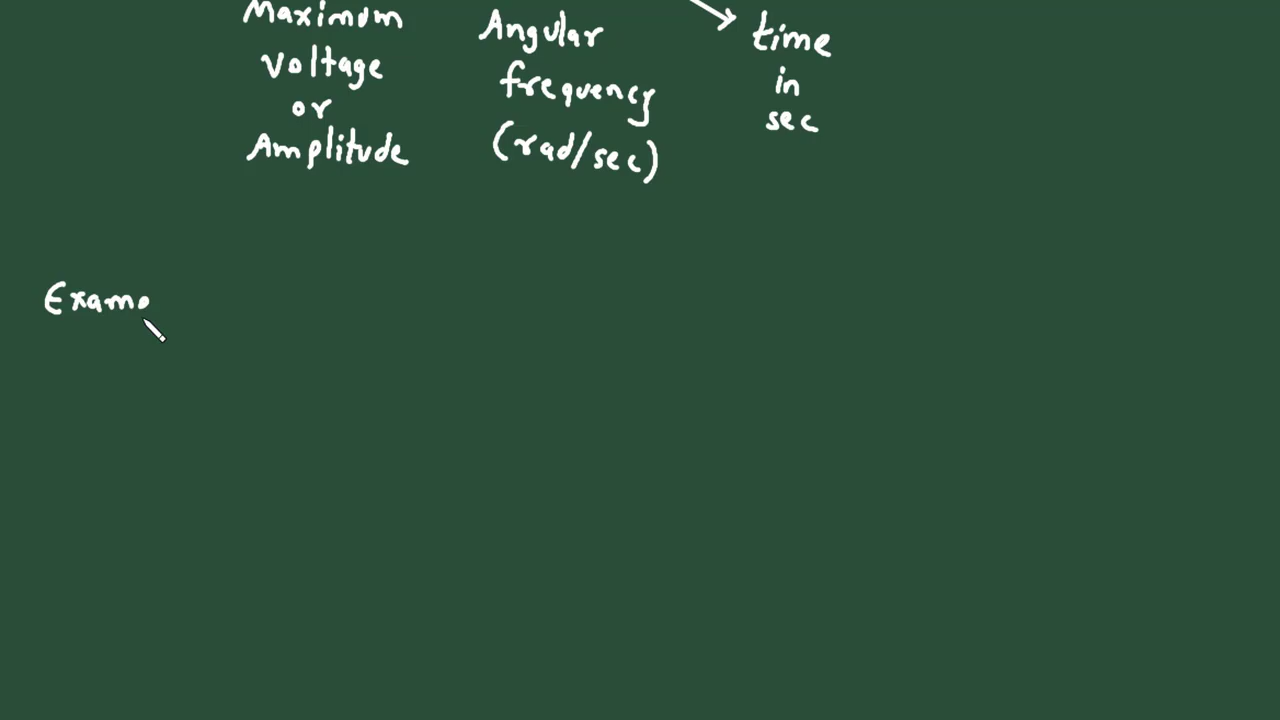 Maximum
voltage
or
Amplitude
Angular
frequency
(rad/sec)
time
in
sec
Examp